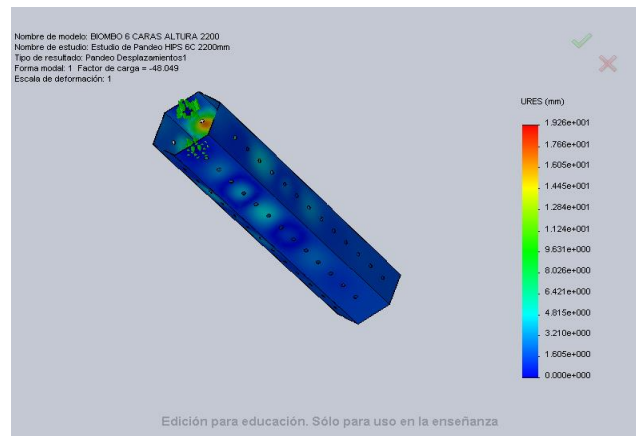 Nombre de modelo: BIOMBO 6 CARAS ALTURA 2200
Nombre de estudio: Estudio de Pandeo HIPS 6C 2200mm
Tipo de resultado: Pandeo Desplazamientos1
Forma modal: 1 Factor de carga = -48.049
Escala de deformación: 1
URES (mm)
1.926e+001
1.766e+001
1.605e+001
1.445e+001
1.284e+001
1.124e+001
9.631e+000
8.026e+000
6.421e+000
4.815e+000
3.210e+000
1.605e+000
0.000e+000
Edición para educación. Sólo para uso en la enseñanza